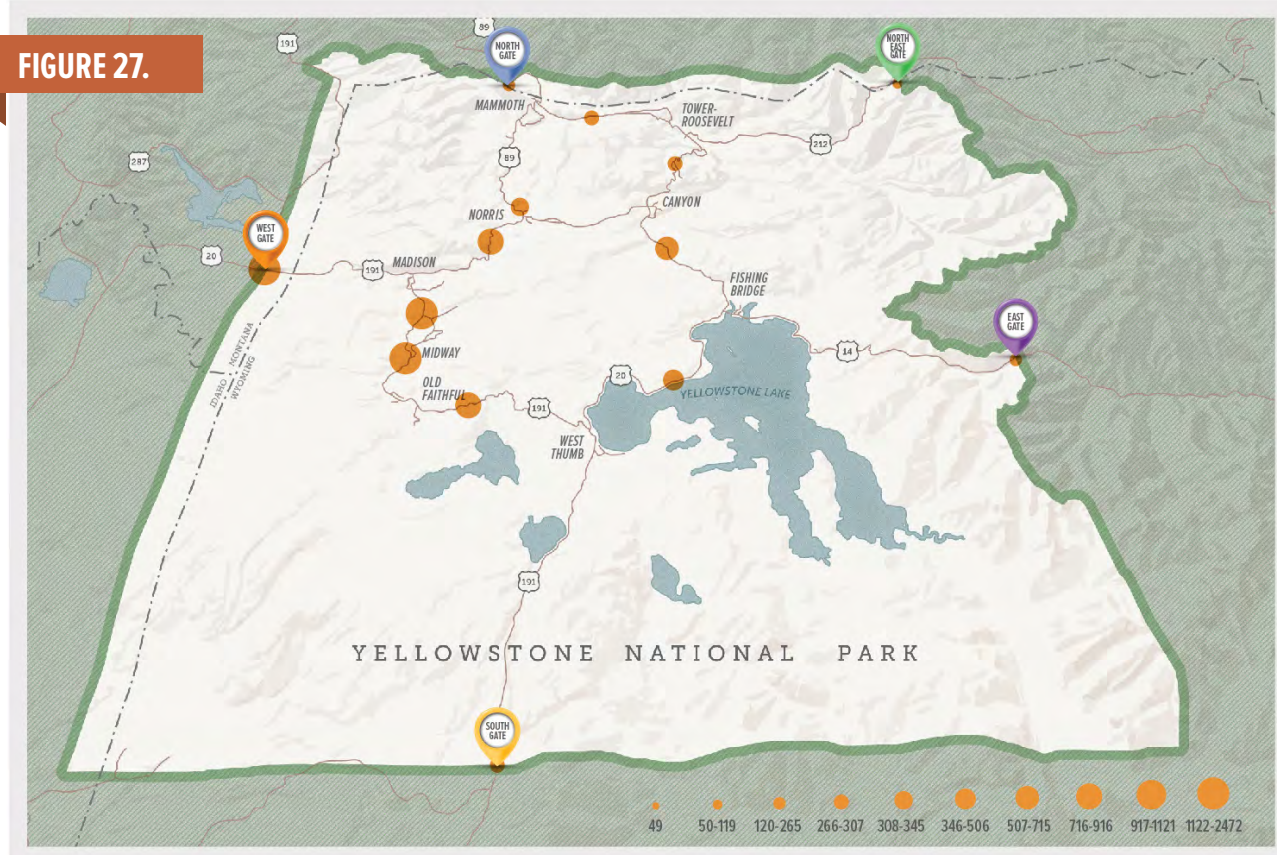 FIGURE 27.
89
191
NORTH
GATE
NORTH
EAST
GATE
MAMMOTH
TOWER-
ROOSEVELT
212
287
89
CANYON
NORRIS
WEST
GATE
20
191
MADISON
FISHING
BRIDGE
EAST
GATE
IDAHO
MONTANA
WYOMING
MIDWAY
14
OLD
FAITHFUL
20
YELLOWSTONE LAKE
191
WEST
THUMB
191
YELLOWSTONE NATIONAL PARK
SOUTH
GATE
49 50-119 120-265 266-307 308-345 346-506 507-715 716-916 917-1121 1122-2472